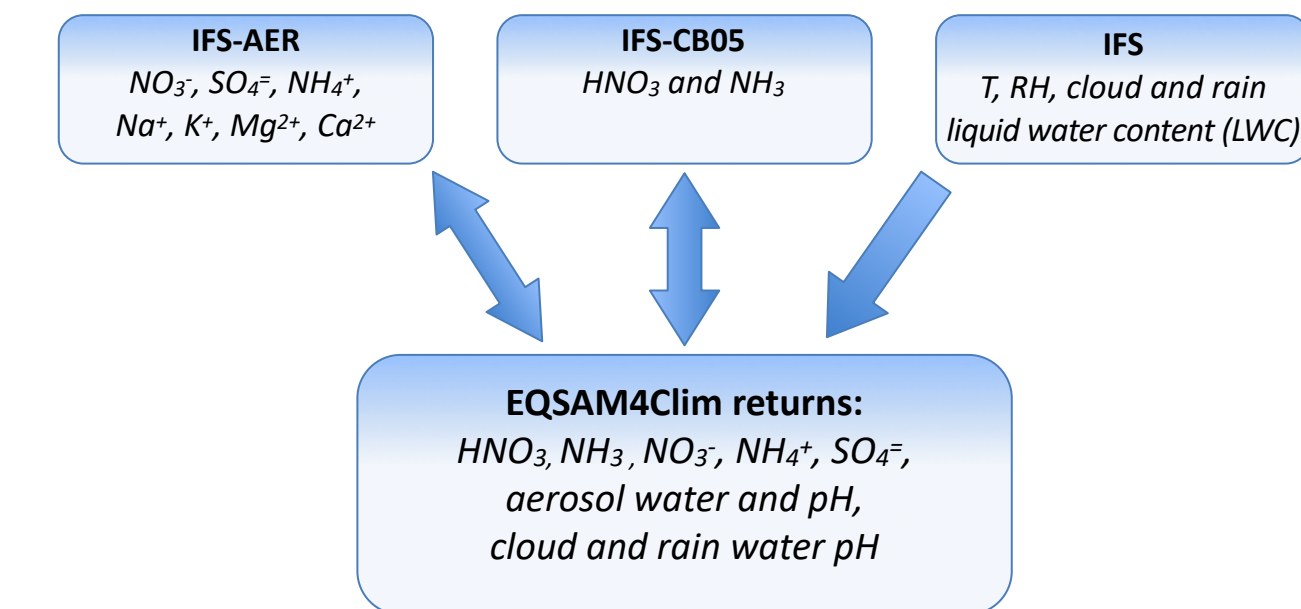 IFS-AER
NO₃⁻, SO₄⁼, NH₄⁺,
Na⁺, K⁺, Mg²⁺, Ca²⁺
IFS-CB05
HNO₃ and NH₃
IFS
T, RH, cloud and rain
liquid water content (LWC)
EQSAM4Clim returns:
HNO₃, NH₃ , NO₃⁻, NH₄⁺, SO₄⁼,
aerosol water and pH,
cloud and rain water pH